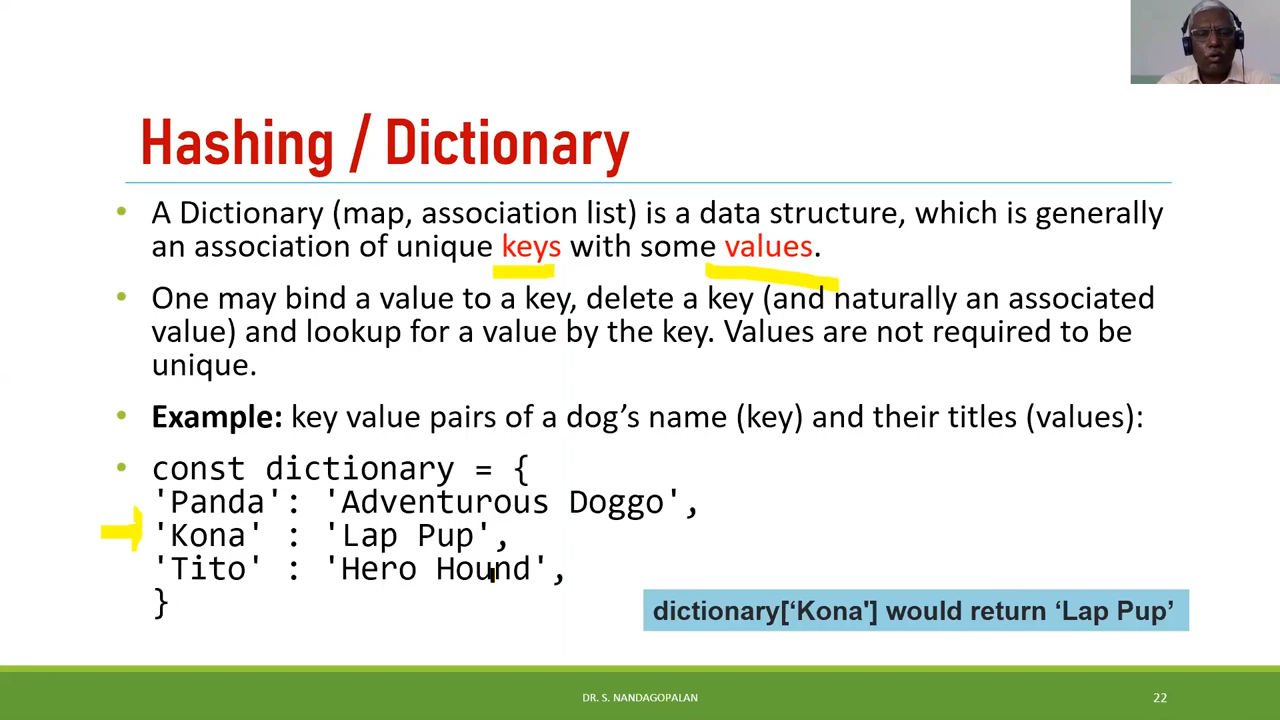 Hashing / Dictionary
• A Dictionary (map, association list) is a data structure, which is generally
an association of unique keys with some values.
• One may bind a value to a key, delete a key (and naturally an associated
value) and lookup for a value by the key. Values are not required to be
unique.
• Example: key value pairs of a dog’s name (key) and their titles (values):
• const dictionary = {
'Panda': 'Adventurous Doggo',
'Kona' : 'Lap Pup',
'Tito' : 'Hero Hound',
}
dictionary[‘Kona'] would return ‘Lap Pup’
DR. S. NANDAGOPALAN
22